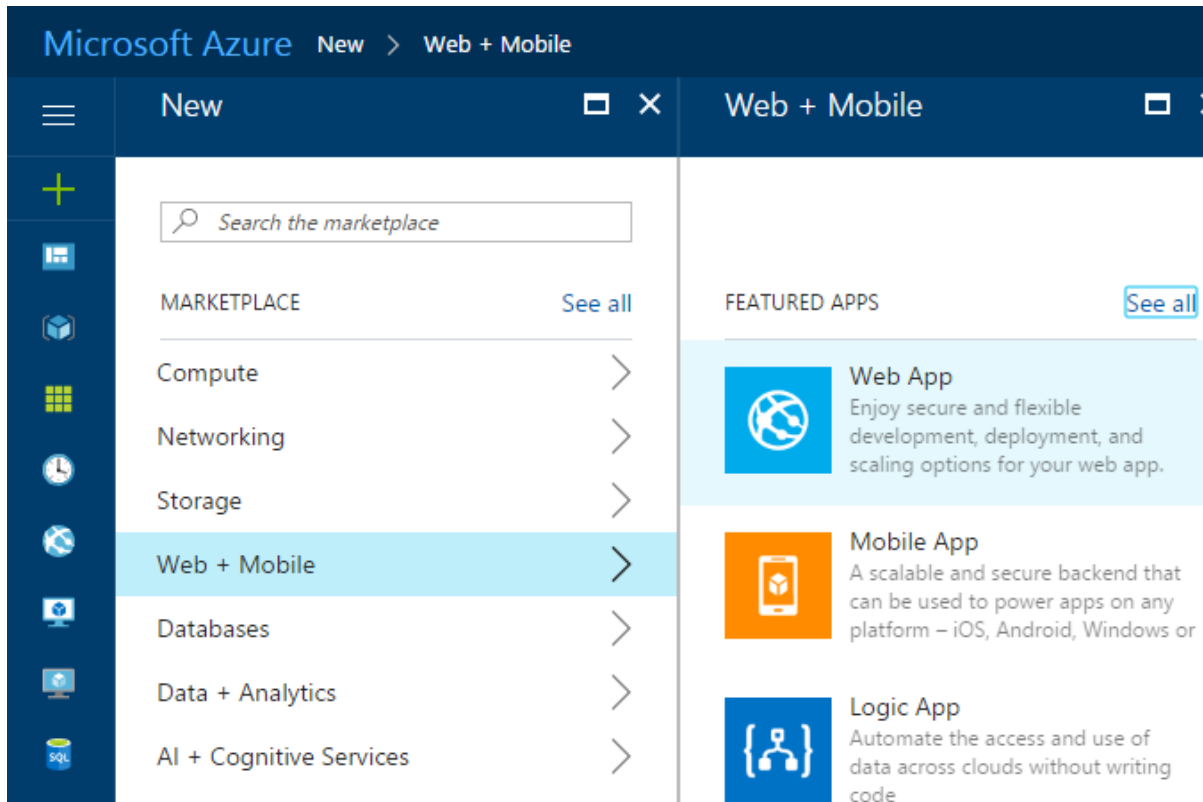 Microsoft Azure New > Web + Mobile
New
Search the marketplace
MARKETPLACE See all
Compute
Networking
Storage
Web + Mobile
Databases
Data + Analytics
AI + Cognitive Services
SQL
Web + Mobile
FEATURED APPS See all
Web App
Enjoy secure and flexible
development, deployment, and
scaling options for your web app.
Mobile App
A scalable and secure backend that
can be used to power apps on any
platform – iOS, Android, Windows or
Logic App
Automate the access and use of
data across clouds without writing
code